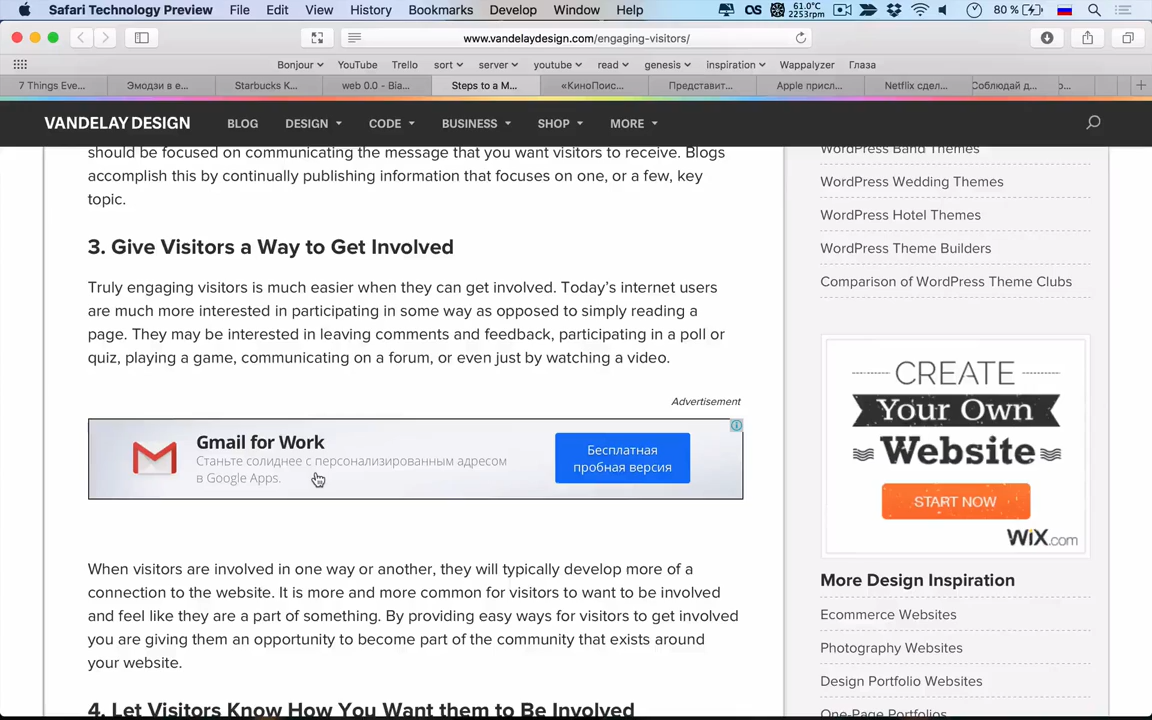 Safari Technology Preview File Edit View History Bookmarks Develop Window Help
61.0°C
2253rpm
80 %
www.vandelaydesign.com/engaging-visitors/
Bonjour YouTube Trello sort server youtube read genesis inspiration Wappalyzer Глаза
7 Things Eve... Эмодзи в е... Starbucks K... web 0.0 - Bia... Steps to a M... «КиноПоис... Представит... Apple присл... Netflix сдел... Соблюдай д...
VANDELAY DESIGN BLOG DESIGN CODE BUSINESS SHOP MORE
should be focused on communicating the message that you want visitors to receive. Blogs
accomplish this by continually publishing information that focuses on one, or a few, key
topic.
3. Give Visitors a Way to Get Involved
Truly engaging visitors is much easier when they can get involved. Today’s internet users
are much more interested in participating in some way as opposed to simply reading a
page. They may be interested in leaving comments and feedback, participating in a poll or
quiz, playing a game, communicating on a forum, or even just by watching a video.
Advertisement
Gmail for Work
Станьте солиднее с персонализированным адресом
в Google Apps.
Бесплатная
пробная версия
When visitors are involved in one way or another, they will typically develop more of a
connection to the website. It is more and more common for visitors to want to be involved
and feel like they are a part of something. By providing easy ways for visitors to get involved
you are giving them an opportunity to become part of the community that exists around
your website.
4. Let Visitors Know How You Want them to Be Involved
WordPress Band Themes
WordPress Wedding Themes
WordPress Hotel Themes
WordPress Theme Builders
Comparison of WordPress Theme Clubs
CREATE
Your Own
Website
START NOW
WiX.com
More Design Inspiration
Ecommerce Websites
Photography Websites
Design Portfolio Websites
One-Page Portfolios